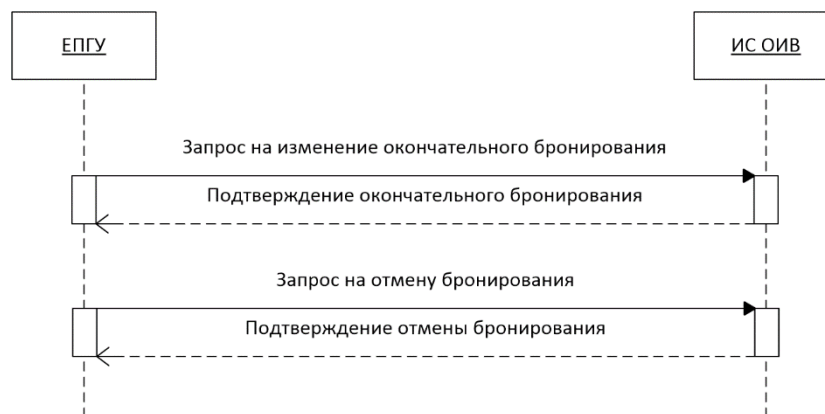 ЕПГУ
ИС ОИВ
Запрос на изменение окончательного бронирования
Подтверждение окончательного бронирования
Запрос на отмену бронирования
Подтверждение отмены бронирования